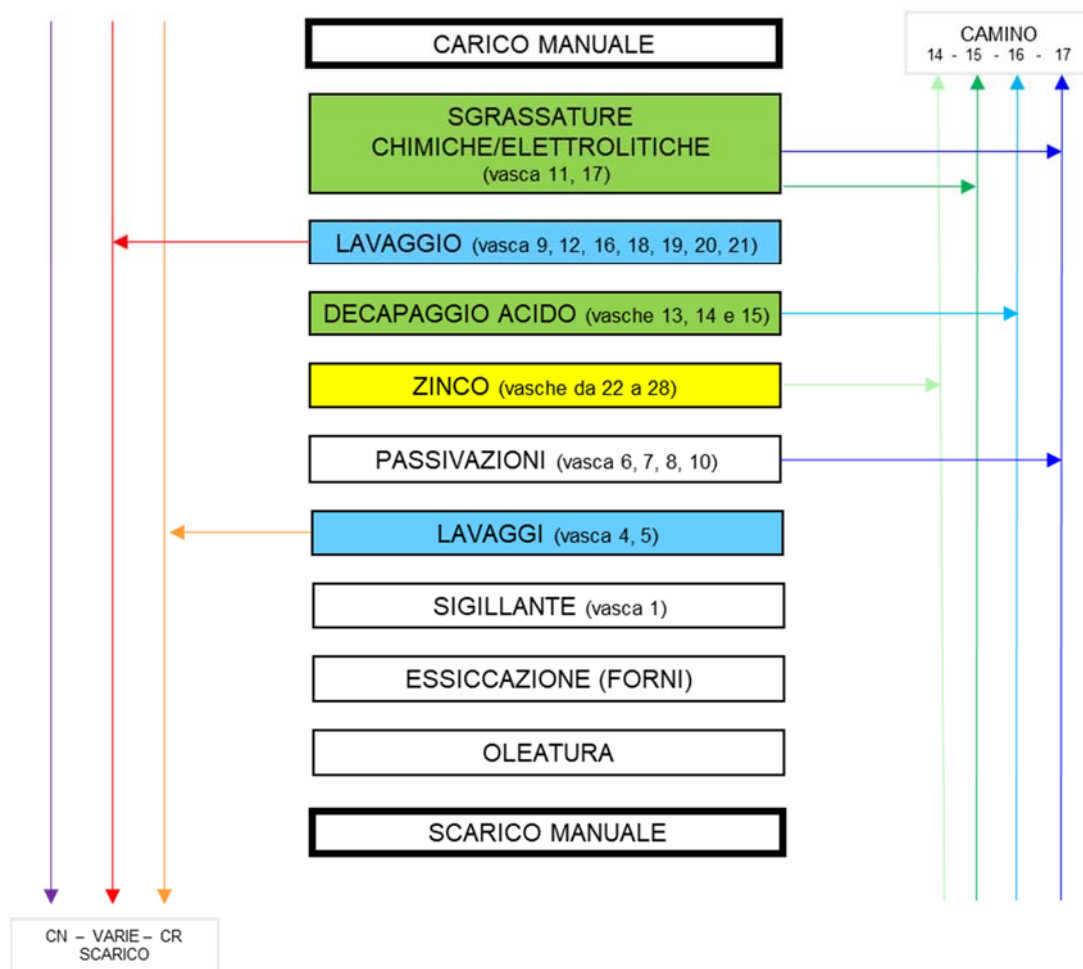 CARICO MANUALE
CAMINO
14 - 15 - 16 - 17
SGRASSATURE
CHIMICHE/ELETTROLITICHE
(vasca 11, 17)
LAVAGGIO (vasca 9, 12, 16, 18, 19, 20, 21)
DECAPAGGIO ACIDO (vasche 13, 14 e 15)
ZINCO (vasche da 22 a 28)
PASSIVAZIONI (vasca 6, 7, 8, 10)
LAVAGGI (vasca 4, 5)
SIGILLANTE (vasca 1)
ESSICCAZIONE (FORNI)
OLEATURA
SCARICO MANUALE
CN – VARIE – CR
SCARICO